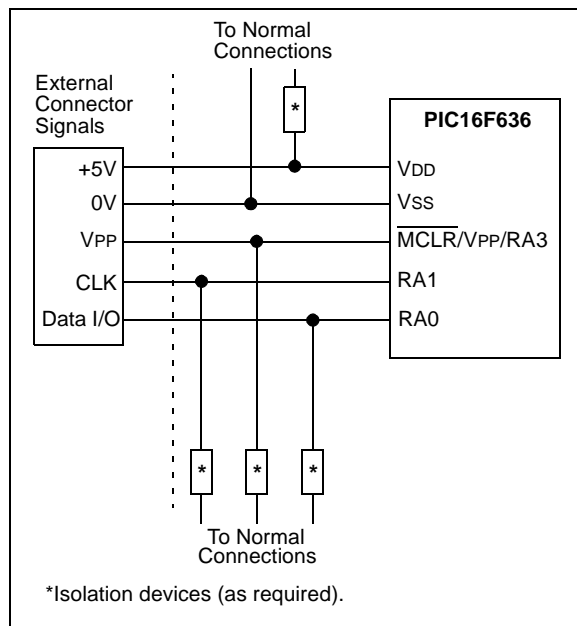 To Normal
Connections
External
Connector
Signals
*
PIC16F636
+5V
VDD
0V
VSS
VPP
MCLR/VPP/RA3
CLK
RA1
Data I/O
RA0
*
*
*
To Normal
Connections
*Isolation devices (as required).